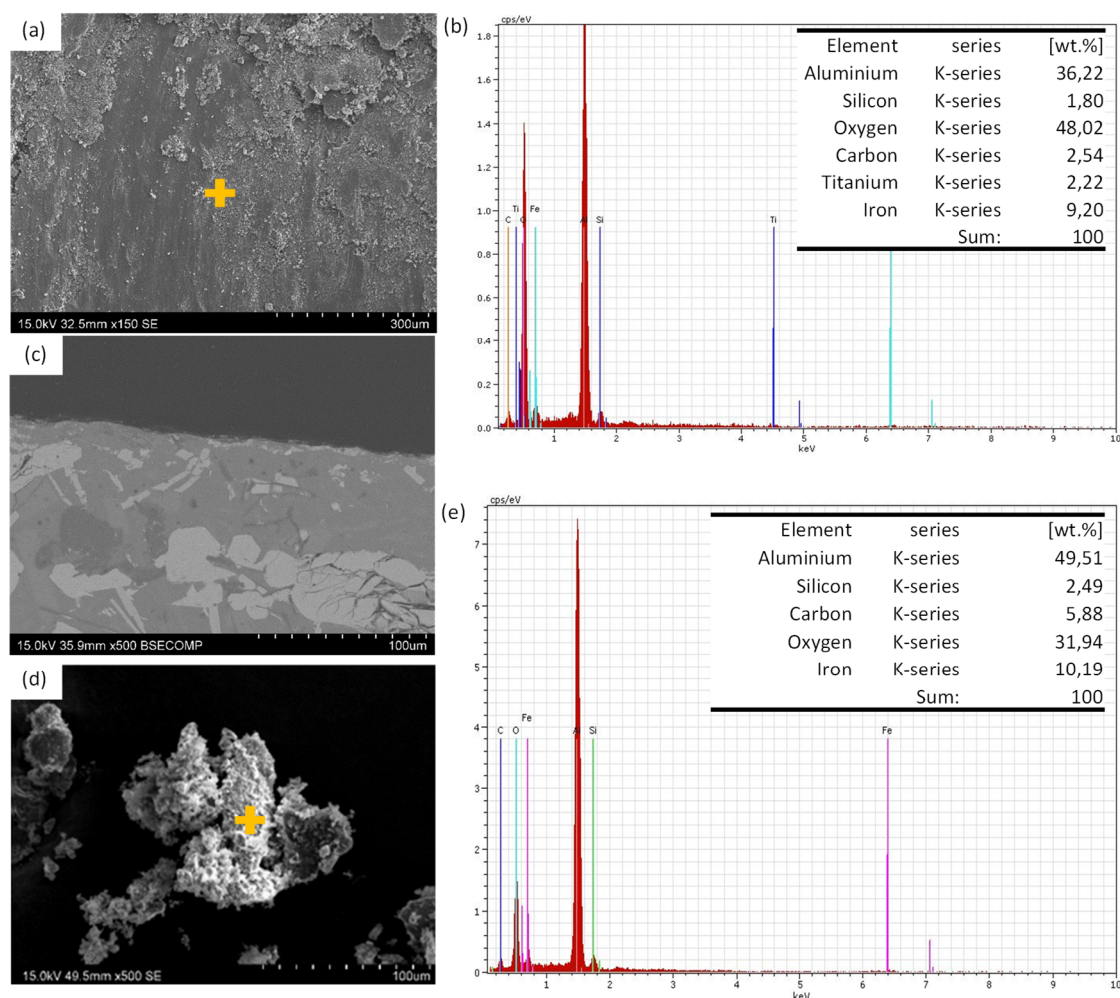 (a)
15.0kV 32.5mm x150 SE 300um
(b)
cps/eV
1.8
1.6
1.4
1.2
1.0
0.8
0.6
0.4
0.2
0.0
C Ti O Fe Al Si Ti
1 2 3 4 5 6 7 8 9 10
keV
Element series [wt.%]
Aluminium K-series 36,22
Silicon K-series 1,80
Oxygen K-series 48,02
Carbon K-series 2,54
Titanium K-series 2,22
Iron K-series 9,20
Sum: 100
(c)
15.0kV 35.9mm x500 BSECOMP 100um
(d)
15.0kV 49.5mm x500 SE 100um
(e)
cps/eV
7
6
5
4
3
2
1
0
C O Fe Al Si Fe
1 2 3 4 5 6 7 8 9 10
keV
Element series [wt.%]
Aluminium K-series 49,51
Silicon K-series 2,49
Carbon K-series 5,88
Oxygen K-series 31,94
Iron K-series 10,19
Sum: 100